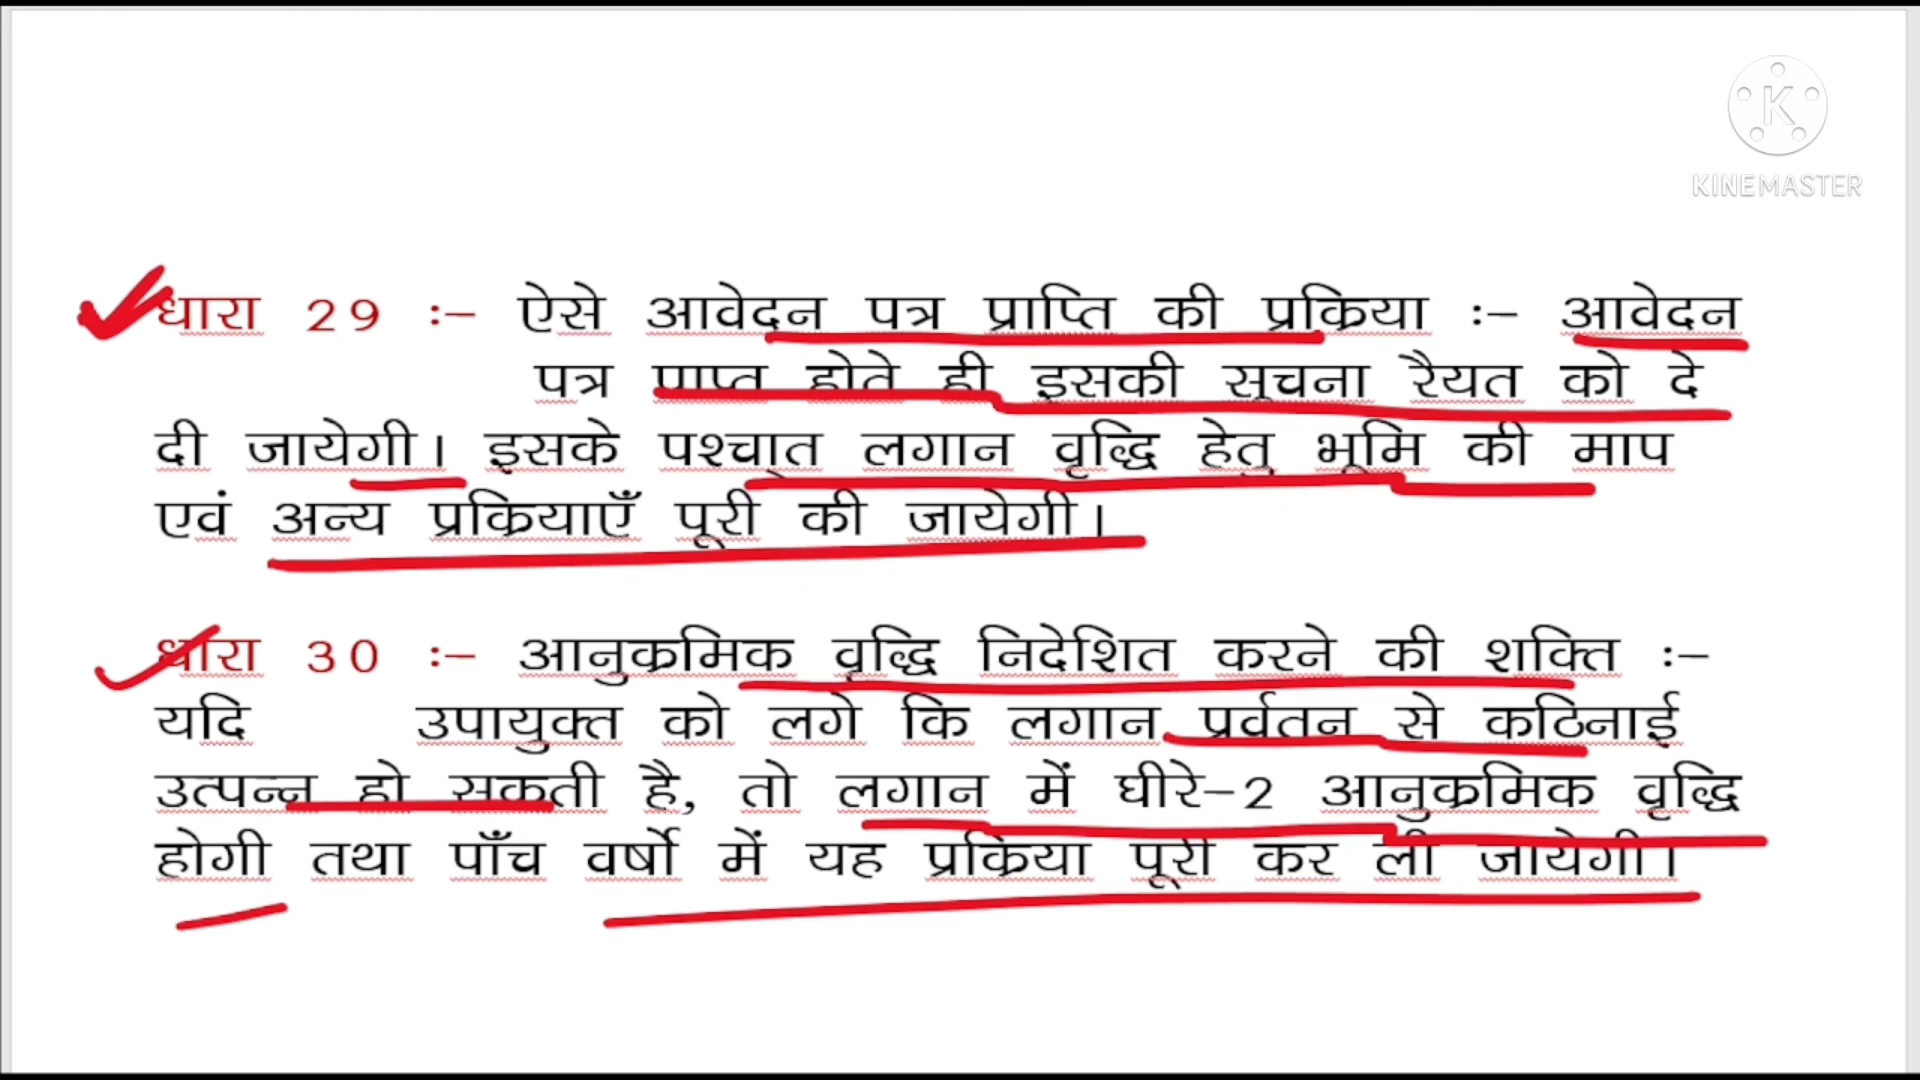 K
KINEMASTER
धारा 29 :- ऐसे आवेदन पत्र प्राप्ति की प्रक्रिया :- आवेदन
पत्र प्राप्त होते ही इसकी सूचना रैयत को दे
दी जायेगी। इसके पश्चात लगान वृद्धि हेतु भूमि की माप
एवं अन्य प्रक्रियाएँ पूरी की जायेगी।
धारा 30 :- आनुक्रमिक वृद्धि निदेशित करने की शक्ति :-
यदि उपायुक्त को लगे कि लगान प्रर्वतन से कठिनाई
उत्पन्न हो सकती है, तो लगान में घीरे-2 आनुक्रमिक वृद्धि
होगी तथा पाँच वर्षो में यह प्रक्रिया पूरी कर ली जायेगी।